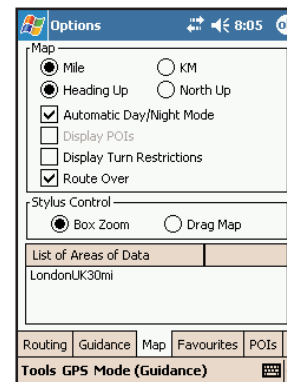 Options 8:05
Map
Mile KM
Heading Up North Up
Automatic Day/Night Mode
Display POIs
Display Turn Restrictions
Route Over
Stylus Control
Box Zoom Drag Map
List of Areas of Data
LondonUK30mi
Routing Guidance Map Favourites POIs
Tools GPS Mode (Guidance)